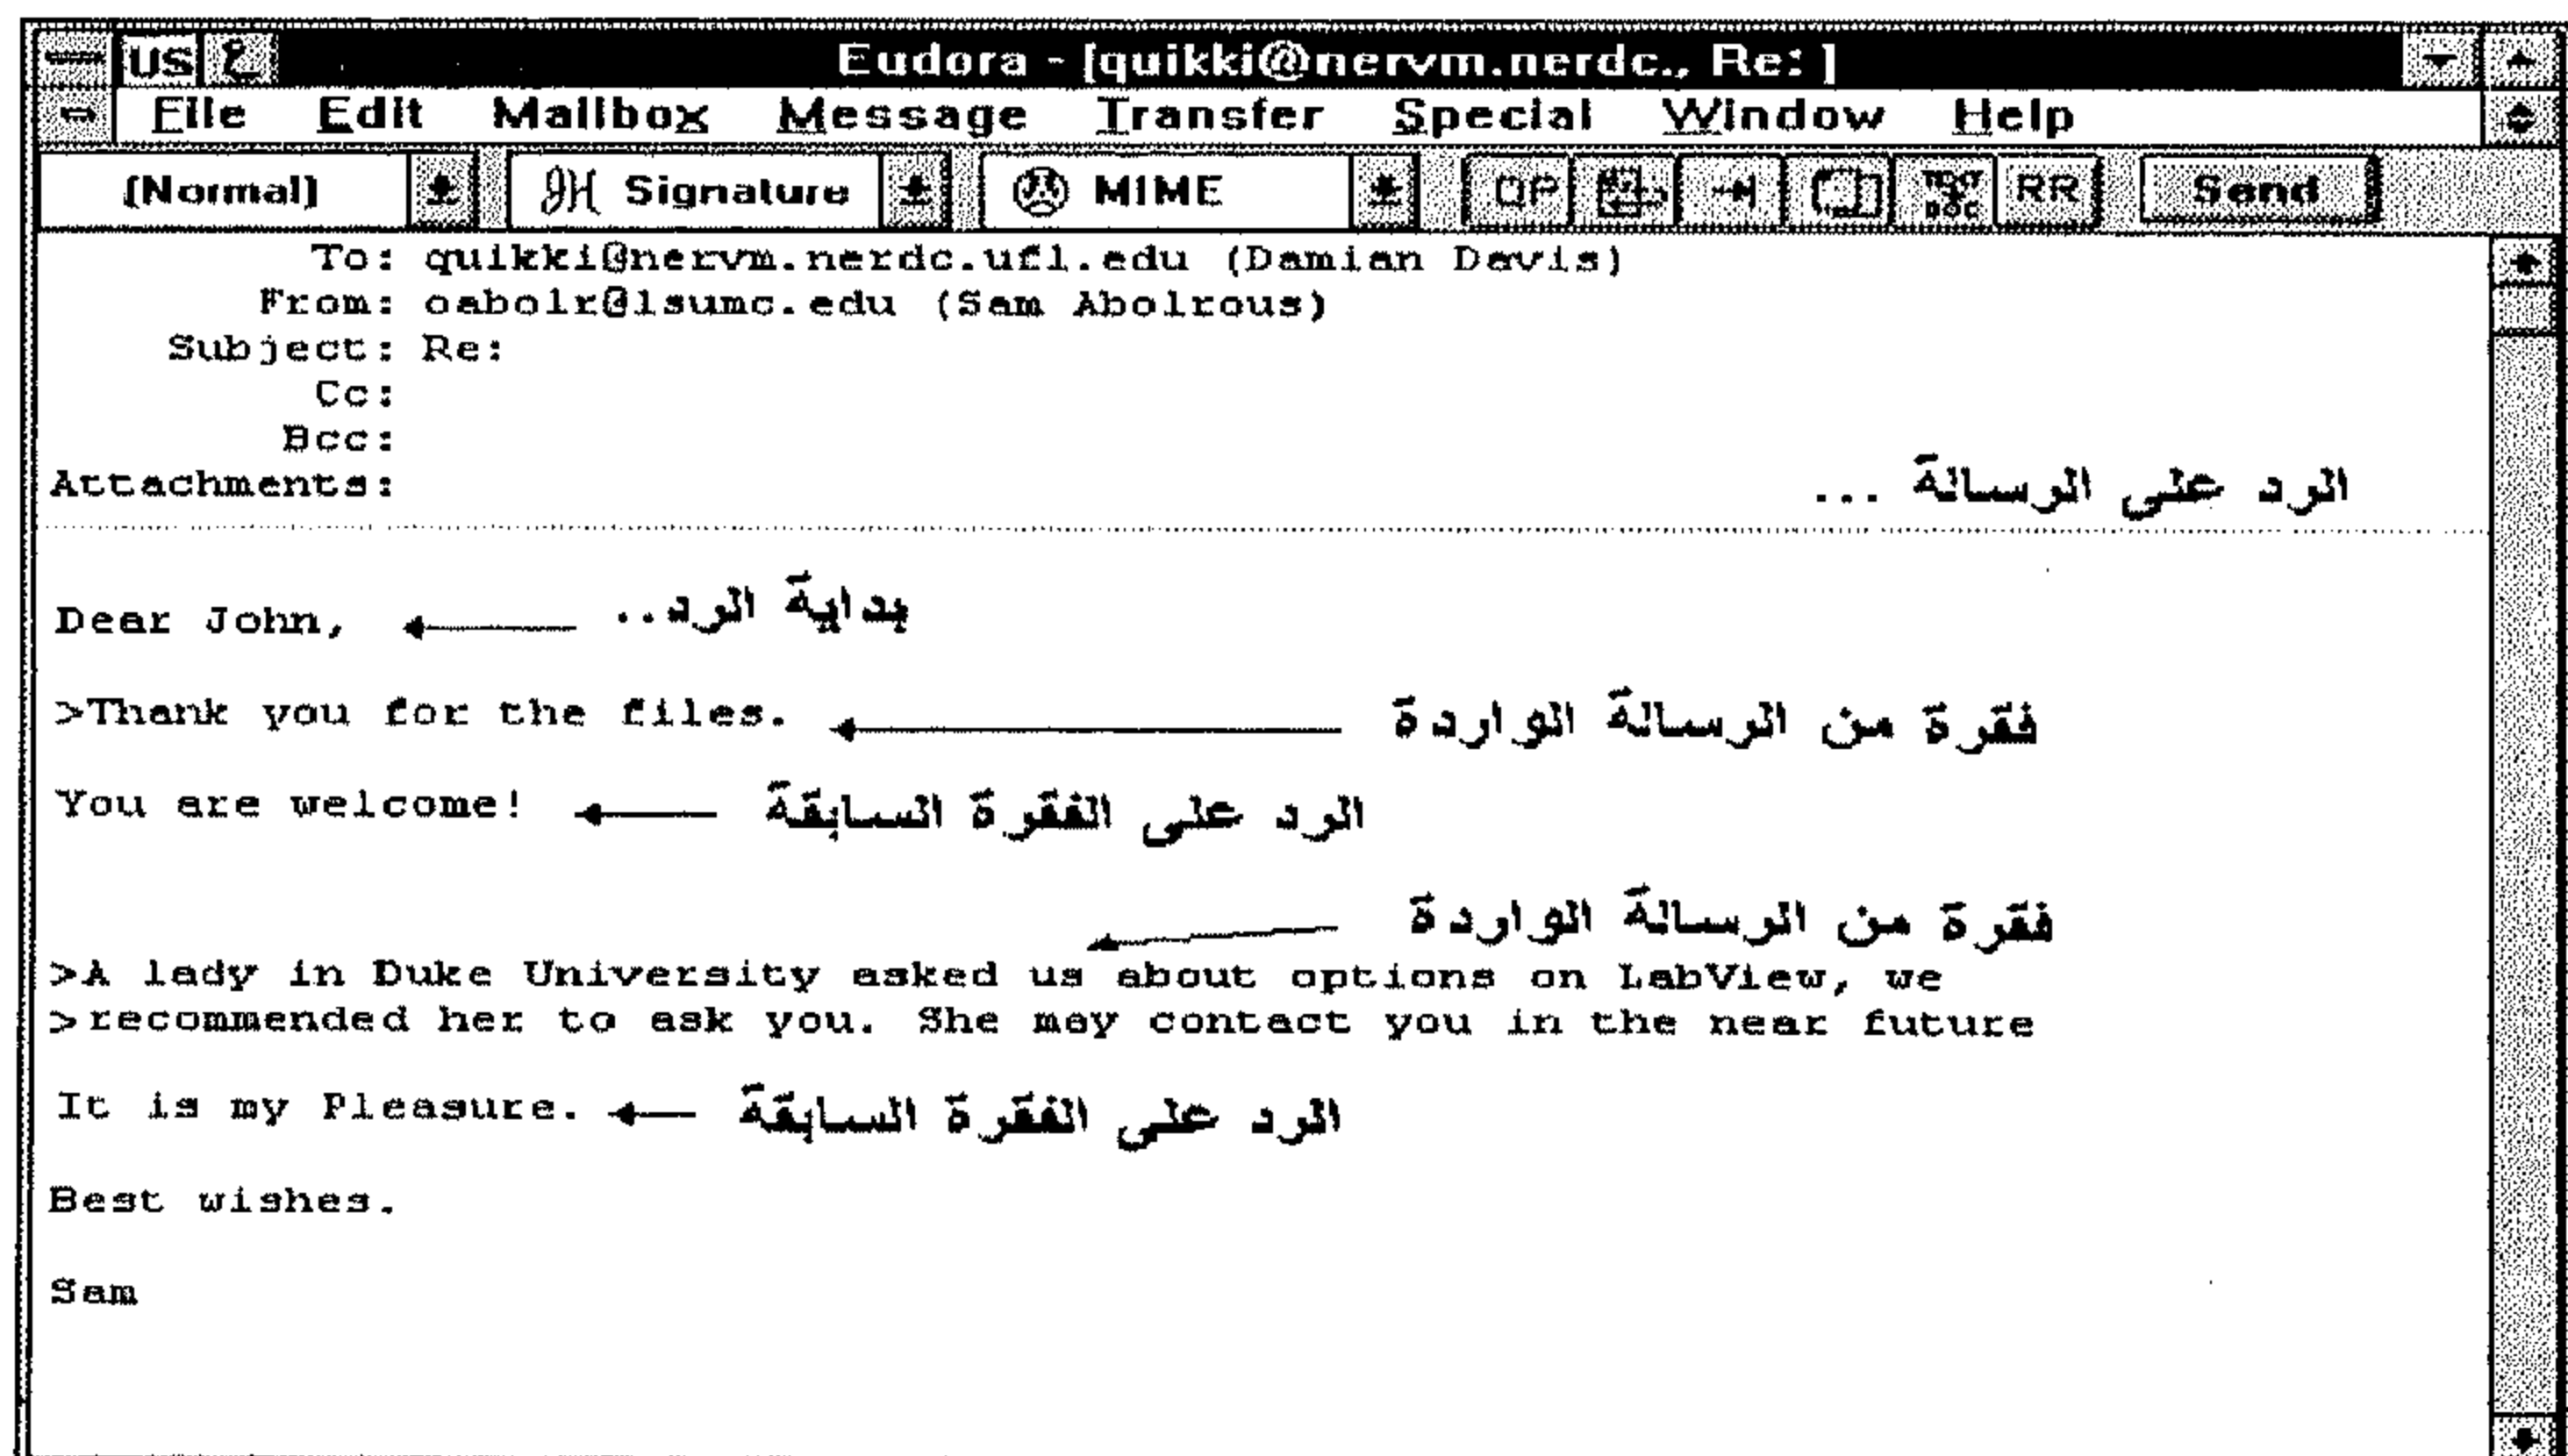 US ع Eudora - [quikki@nervm.nerdc., Re: ]
File Edit Mailbox Message Transfer Special Window Help
(Normal) Signature MIME QP TEXT DOC RR Send
To: quikki@nervm.nerdc.ufl.edu (Damian Davis)
From: oabolr@lsumc.edu (Sam Abolrous)
Subject: Re:
Cc:
Bcc:
Attachments:
الرد على الرسالة ...
Dear John,
بداية الرد..
>Thank you for the files.
فقرة من الرسالة الواردة
You are welcome!
الرد على الفقرة السابقة
فقرة من الرسالة الواردة
>A lady in Duke University asked us about options on LabView, we
>recommended her to ask you. She may contact you in the near future
It is my Pleasure.
الرد على الفقرة السابقة
Best wishes.
Sam